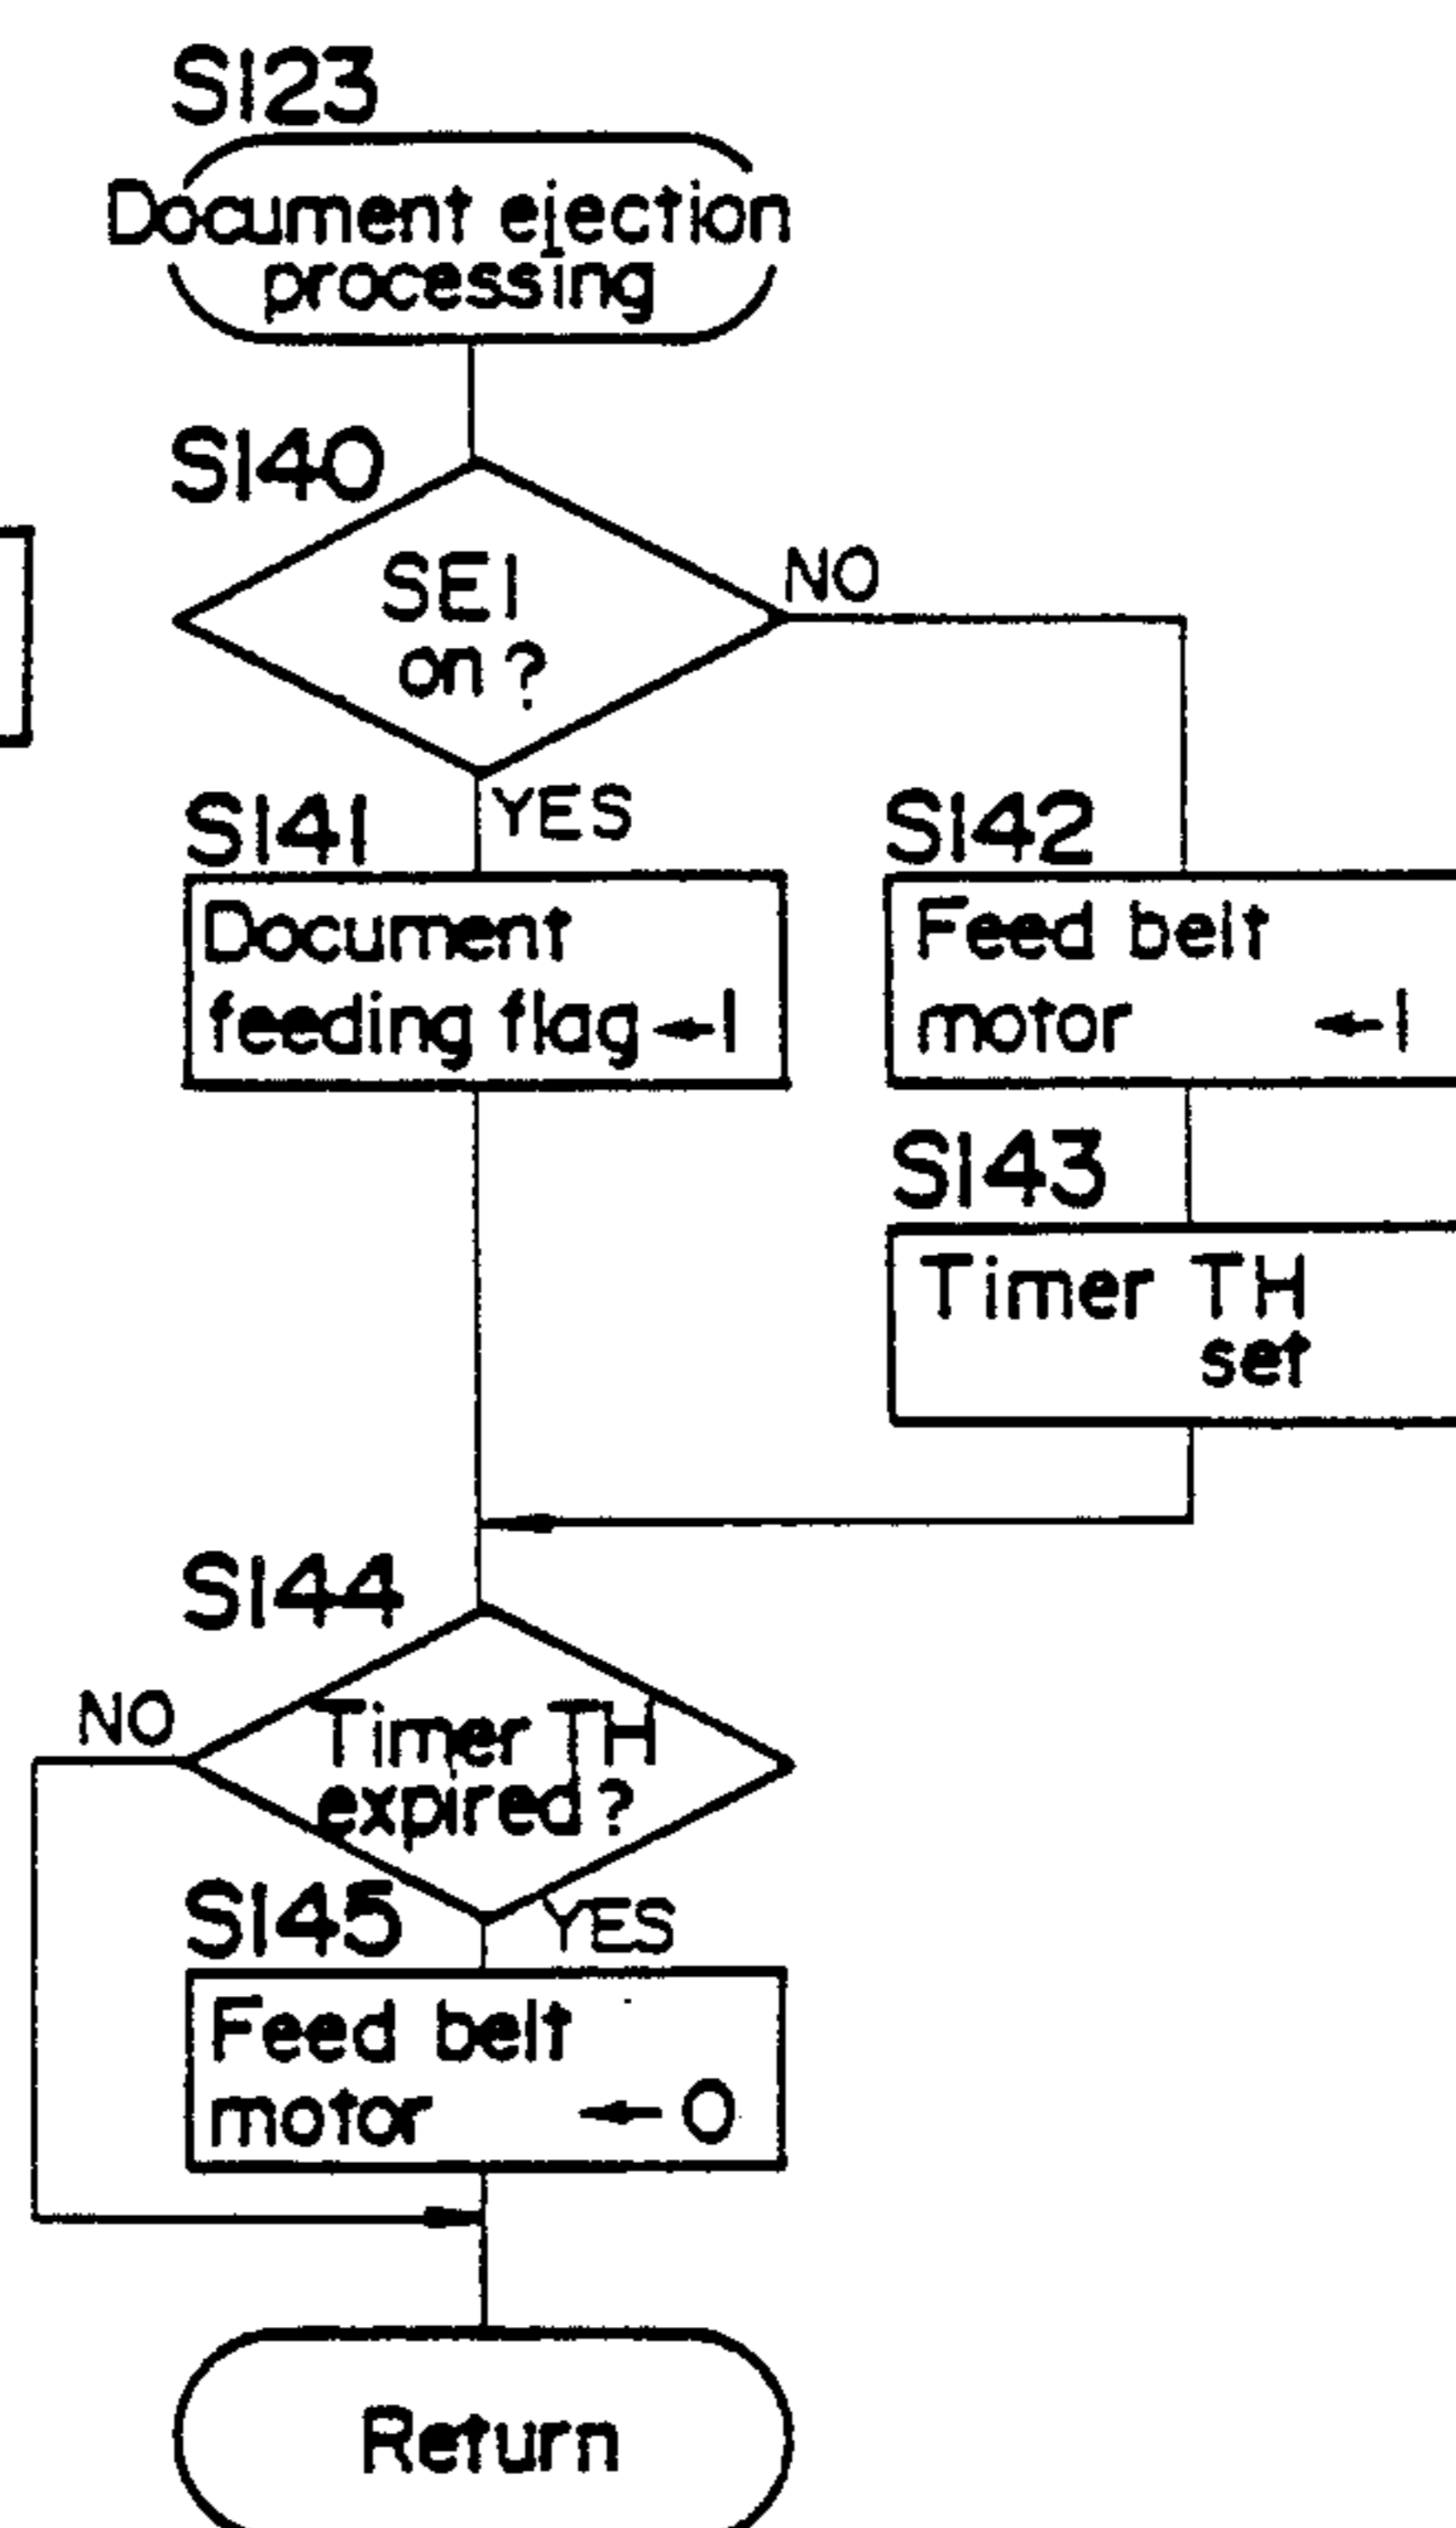 S123
Document ejection
processing
S140
SE1
on?
NO
YES
S141
Document
feeding flag ← 1
S142
Feed belt
motor ← 1
S143
Timer TH
set
S144
NO
Timer TH
expired?
YES
S145
Feed belt
motor ← 0
Return